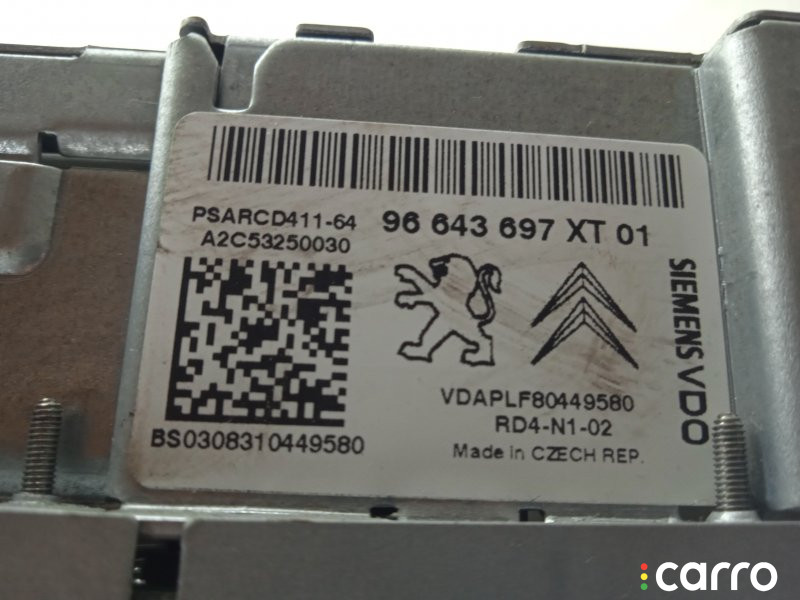 PSARCD411-64
A2C53250030
96 643 697 XT 01
SIEMENS VDO
BS0308310449580
VDAPLF80449580
RD4-N1-02
Made in CZECH REP.
carro